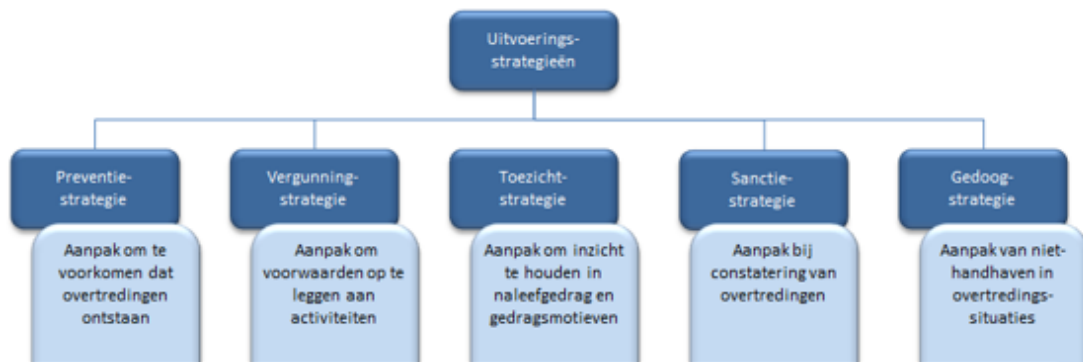 Uitvoerings-
strategieën
Preventie-
strategie
Aanpak om te
voorkomen dat
overtredingen
ontstaan
Vergunning-
strategie
Aanpak om
voorwaarden op te
leggen aan
activiteiten
Toezicht-
strategie
Aanpak om inzicht
te houden in
naleefgedrag en
gedragsmotieven
Sanctie-
strategie
Aanpak bij
constatering van
overtredingen
Gedoog-
strategie
Aanpak van niet-
handhaven in
overtredings-
situaties